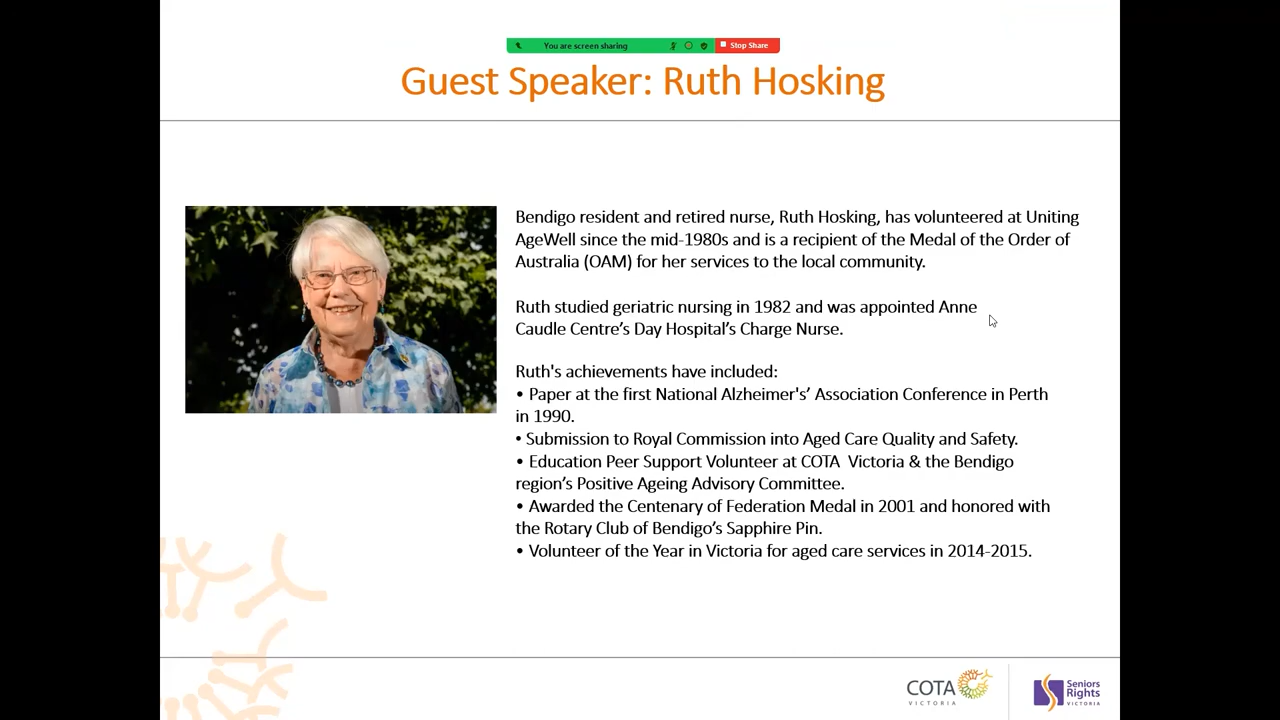 You are screen sharing
Stop Share
Guest Speaker: Ruth Hosking
Bendigo resident and retired nurse, Ruth Hosking, has volunteered at Uniting
AgeWell since the mid-1980s and is a recipient of the Medal of the Order of
Australia (OAM) for her services to the local community.
Ruth studied geriatric nursing in 1982 and was appointed Anne
Caudle Centre’s Day Hospital’s Charge Nurse.
Ruth's achievements have included:
• Paper at the first National Alzheimer's’ Association Conference in Perth
in 1990.
• Submission to Royal Commission into Aged Care Quality and Safety.
• Education Peer Support Volunteer at COTA Victoria & the Bendigo
region’s Positive Ageing Advisory Committee.
• Awarded the Centenary of Federation Medal in 2001 and honored with
the Rotary Club of Bendigo’s Sapphire Pin.
• Volunteer of the Year in Victoria for aged care services in 2014-2015.
COTA
VICTORIA
Seniors
Rights
VICTORIA